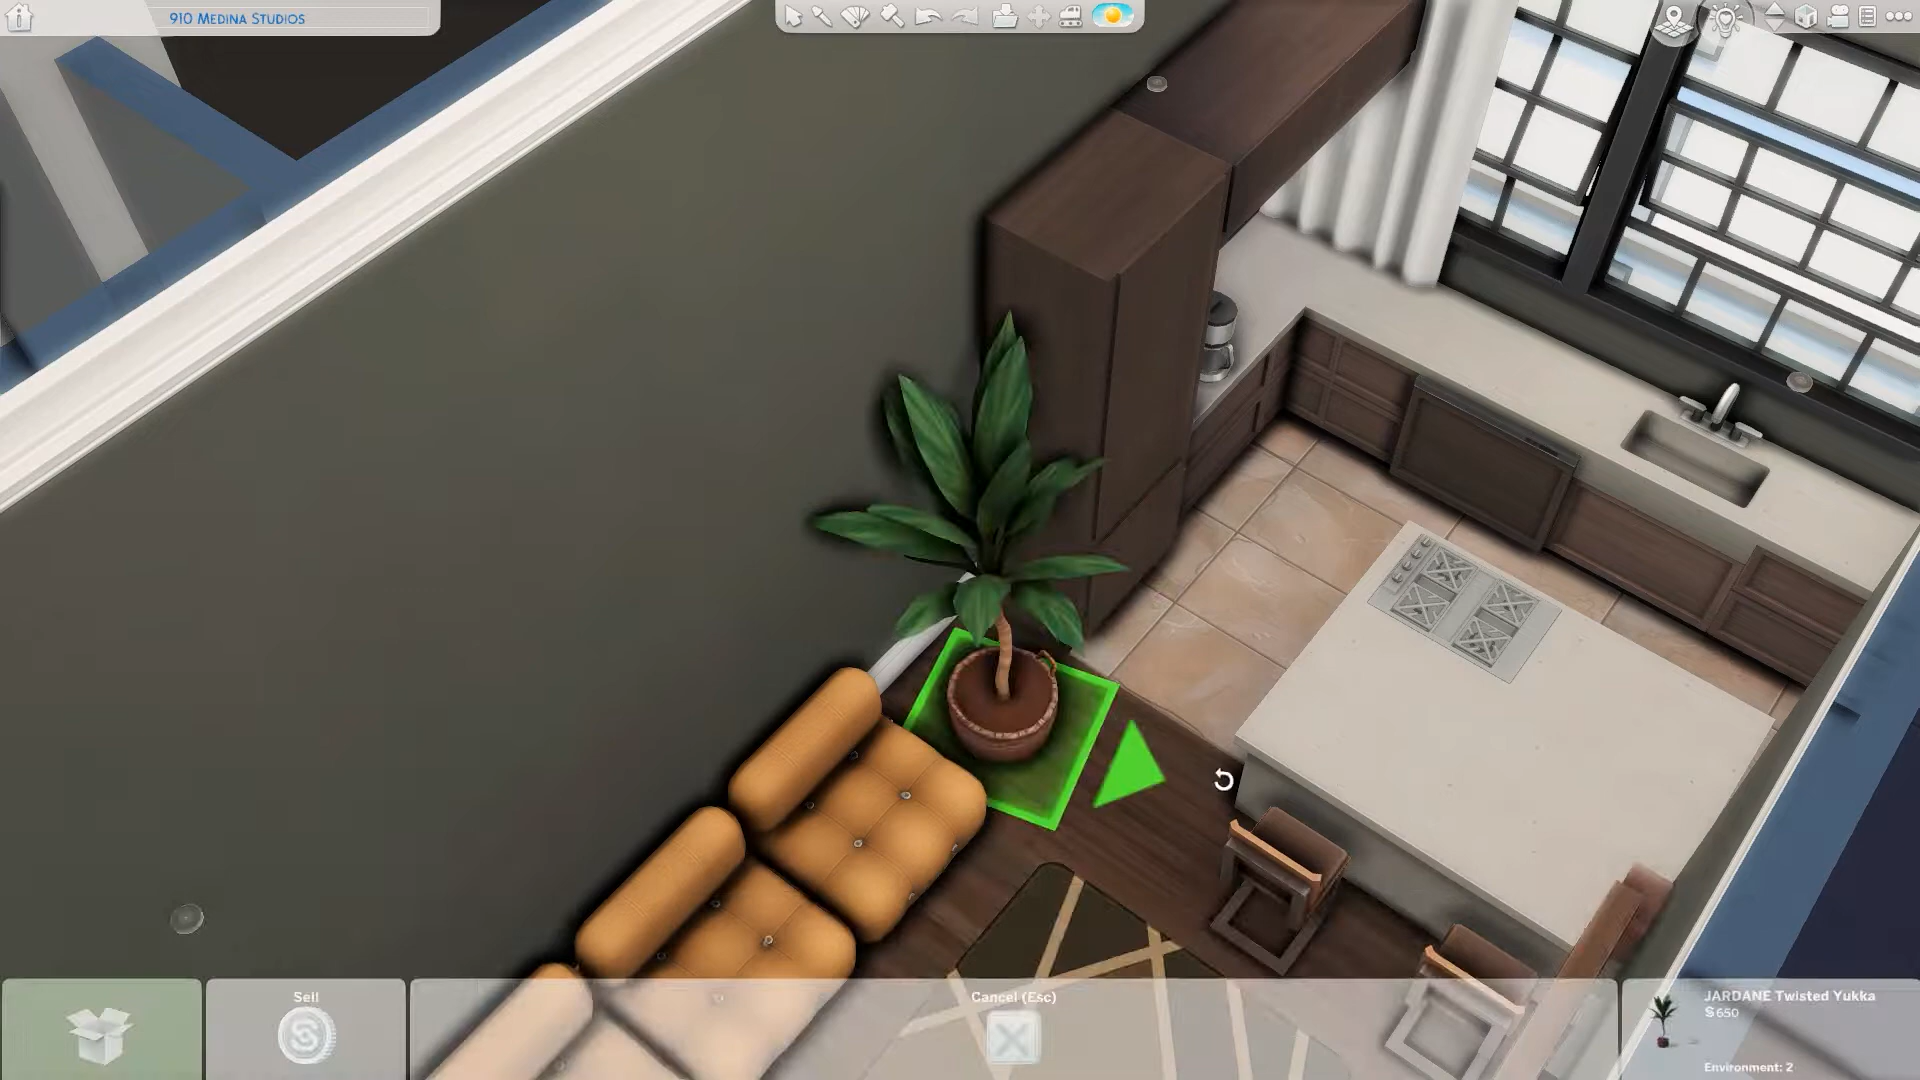 910 Medina Studios
Sell
Cancel (Esc)
JARDANE Twisted Yukka
§650
Environment: 2